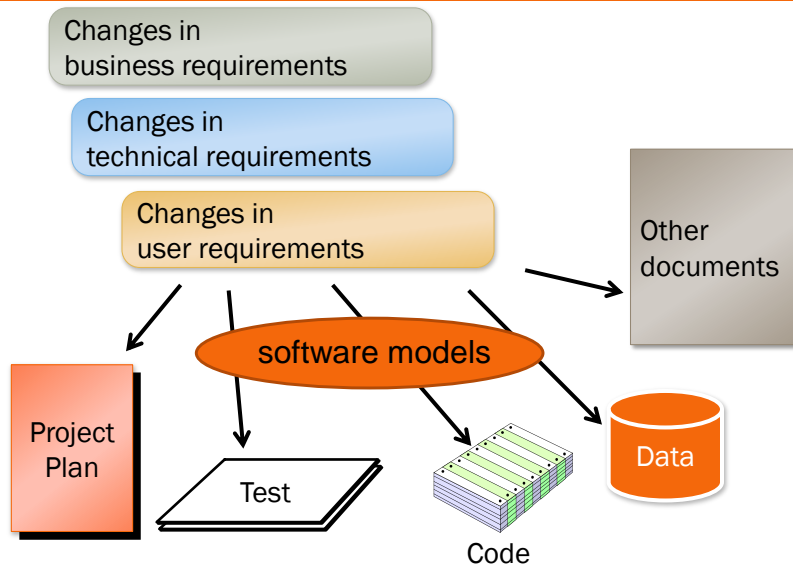 Changes in
business requirements
Changes in
technical requirements
Changes in
user requirements
Other
documents
software models
Project
Plan
Test
Data
Code